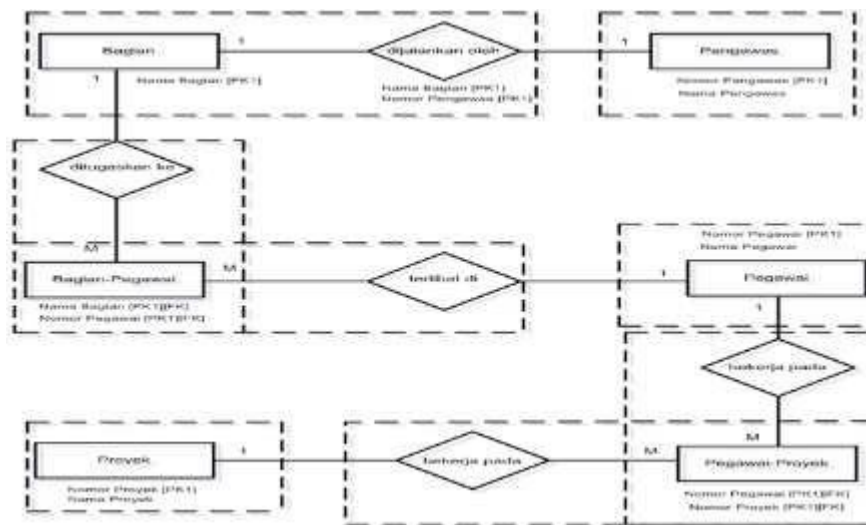 Bagian
1
dijalankan oleh
1
Pengawas
1
Nama Bagian [PK1]
Nama Bagian [PK1]
Nomor Pengawas [PK1]
Nomor Pengawas [PK1]
Nama Pengawas
ditugaskan ke
M
Bagian-Pegawai
M
terlibat di
1
Nomor Pegawai [PK1]
Nama Pegawai
Pegawai
1
Nama Bagian [PK1][FK]
Nomor Pegawai [PK1][FK]
bekerja pada
M
Proyek
1
bekerja pada
M
Pegawai-Proyek
Nomor Proyek [PK1]
Nama Proyek
Nomor Pegawai [PK1][FK]
Nomor Proyek [PK1][FK]